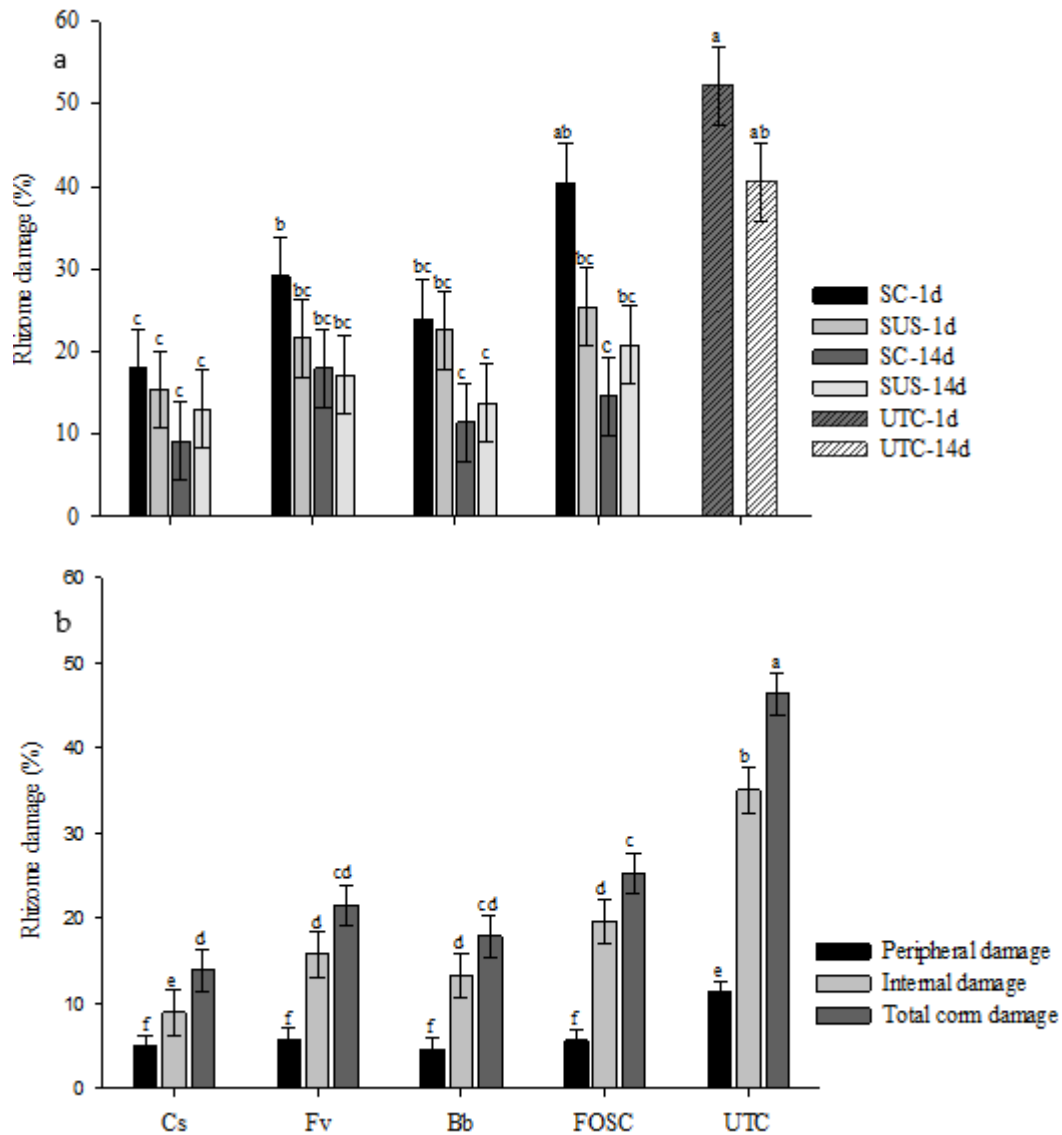 60
a
50
40
30
20
10
0
Rhizome damage (%)
c
c
c
c
b
bc
bc
bc
bc
bc
c
c
ab
bc
C
bc
a
ab
SC-1d
SUS-1d
SC-14d
SUS-14d
UTC-1d
UTC-14d
60
b
50
40
30
20
10
0
Rhizome damage (%)
f
e
d
f
d
cd
f
d
cd
f
d
c
e
b
a
Peripheral damage
Internal damage
Total corm damage
Cs Fv Bb FOSC UTC